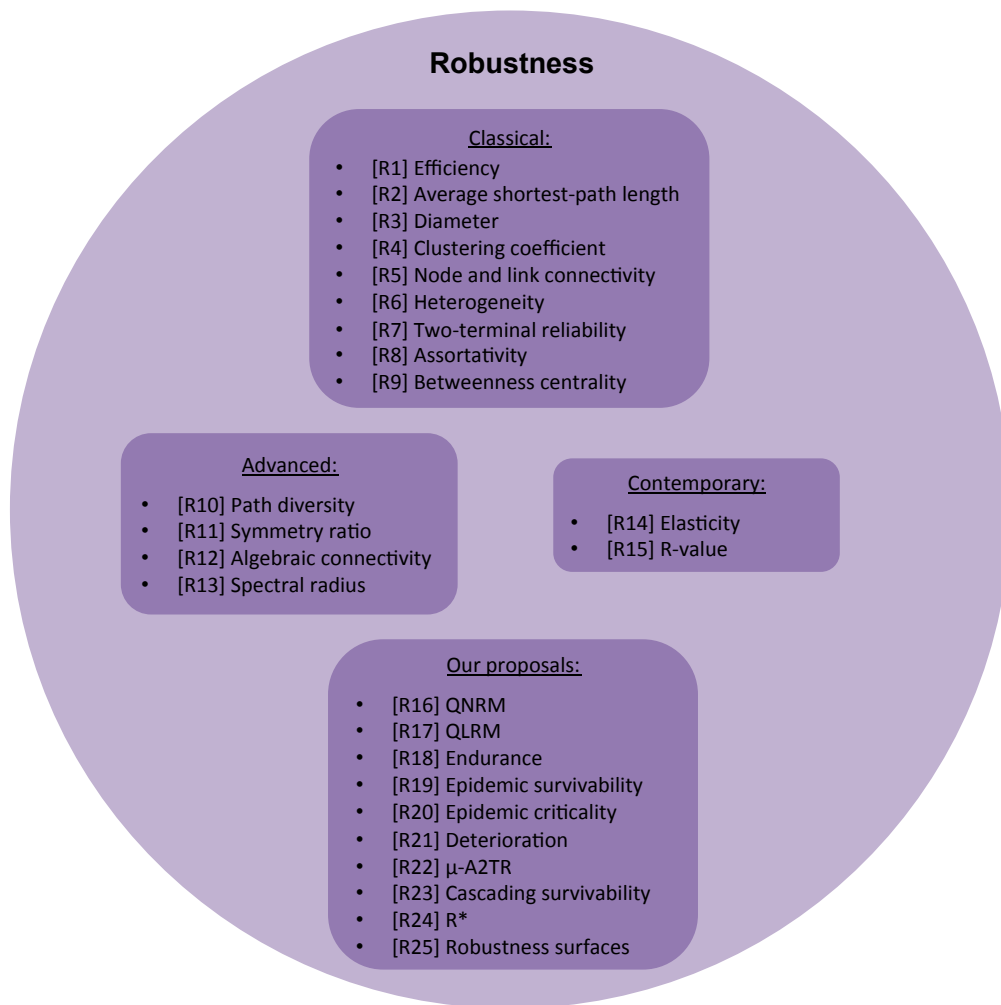 Robustness
Classical:
• [R1] Efficiency
• [R2] Average shortest-path length
• [R3] Diameter
• [R4] Clustering coefficient
• [R5] Node and link connectivity
• [R6] Heterogeneity
• [R7] Two-terminal reliability
• [R8] Assortativity
• [R9] Betweenness centrality
Advanced:
• [R10] Path diversity
• [R11] Symmetry ratio
• [R12] Algebraic connectivity
• [R13] Spectral radius
Contemporary:
• [R14] Elasticity
• [R15] R-value
Our proposals:
• [R16] QNRM
• [R17] QLRM
• [R18] Endurance
• [R19] Epidemic survivability
• [R20] Epidemic criticality
• [R21] Deterioration
• [R22] μ-A2TR
• [R23] Cascading survivability
• [R24] R*
• [R25] Robustness surfaces